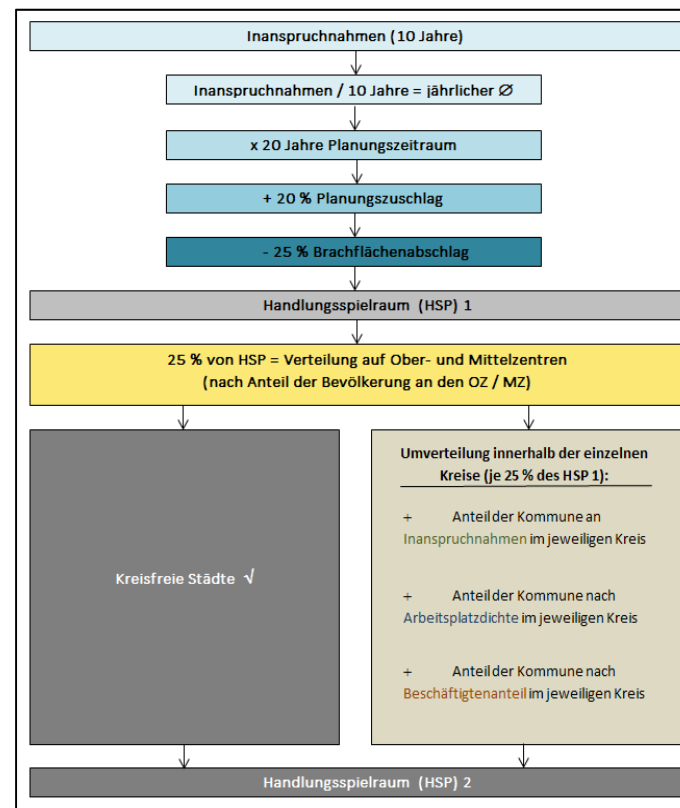 Inanspruchnahmen (10 Jahre)
Inanspruchnahmen / 10 Jahre = jährlicher Ø
x 20 Jahre Planungszeitraum
+ 20 % Planungszuschlag
- 25 % Brachflächenabschlag
Handlungsspielraum (HSP) 1
25 % von HSP = Verteilung auf Ober- und Mittelzentren
(nach Anteil der Bevölkerung an den OZ / MZ)
Kreisfreie Städte √
Umverteilung innerhalb der einzelnen
Kreise (je 25 % des HSP 1):
+ Anteil der Kommune an
Inanspruchnahmen im jeweiligen Kreis
+ Anteil der Kommune nach
Arbeitsplatzdichte im jeweiligen Kreis
+ Anteil der Kommune nach
Beschäftigtenanteil im jeweiligen Kreis
Handlungsspielraum (HSP) 2